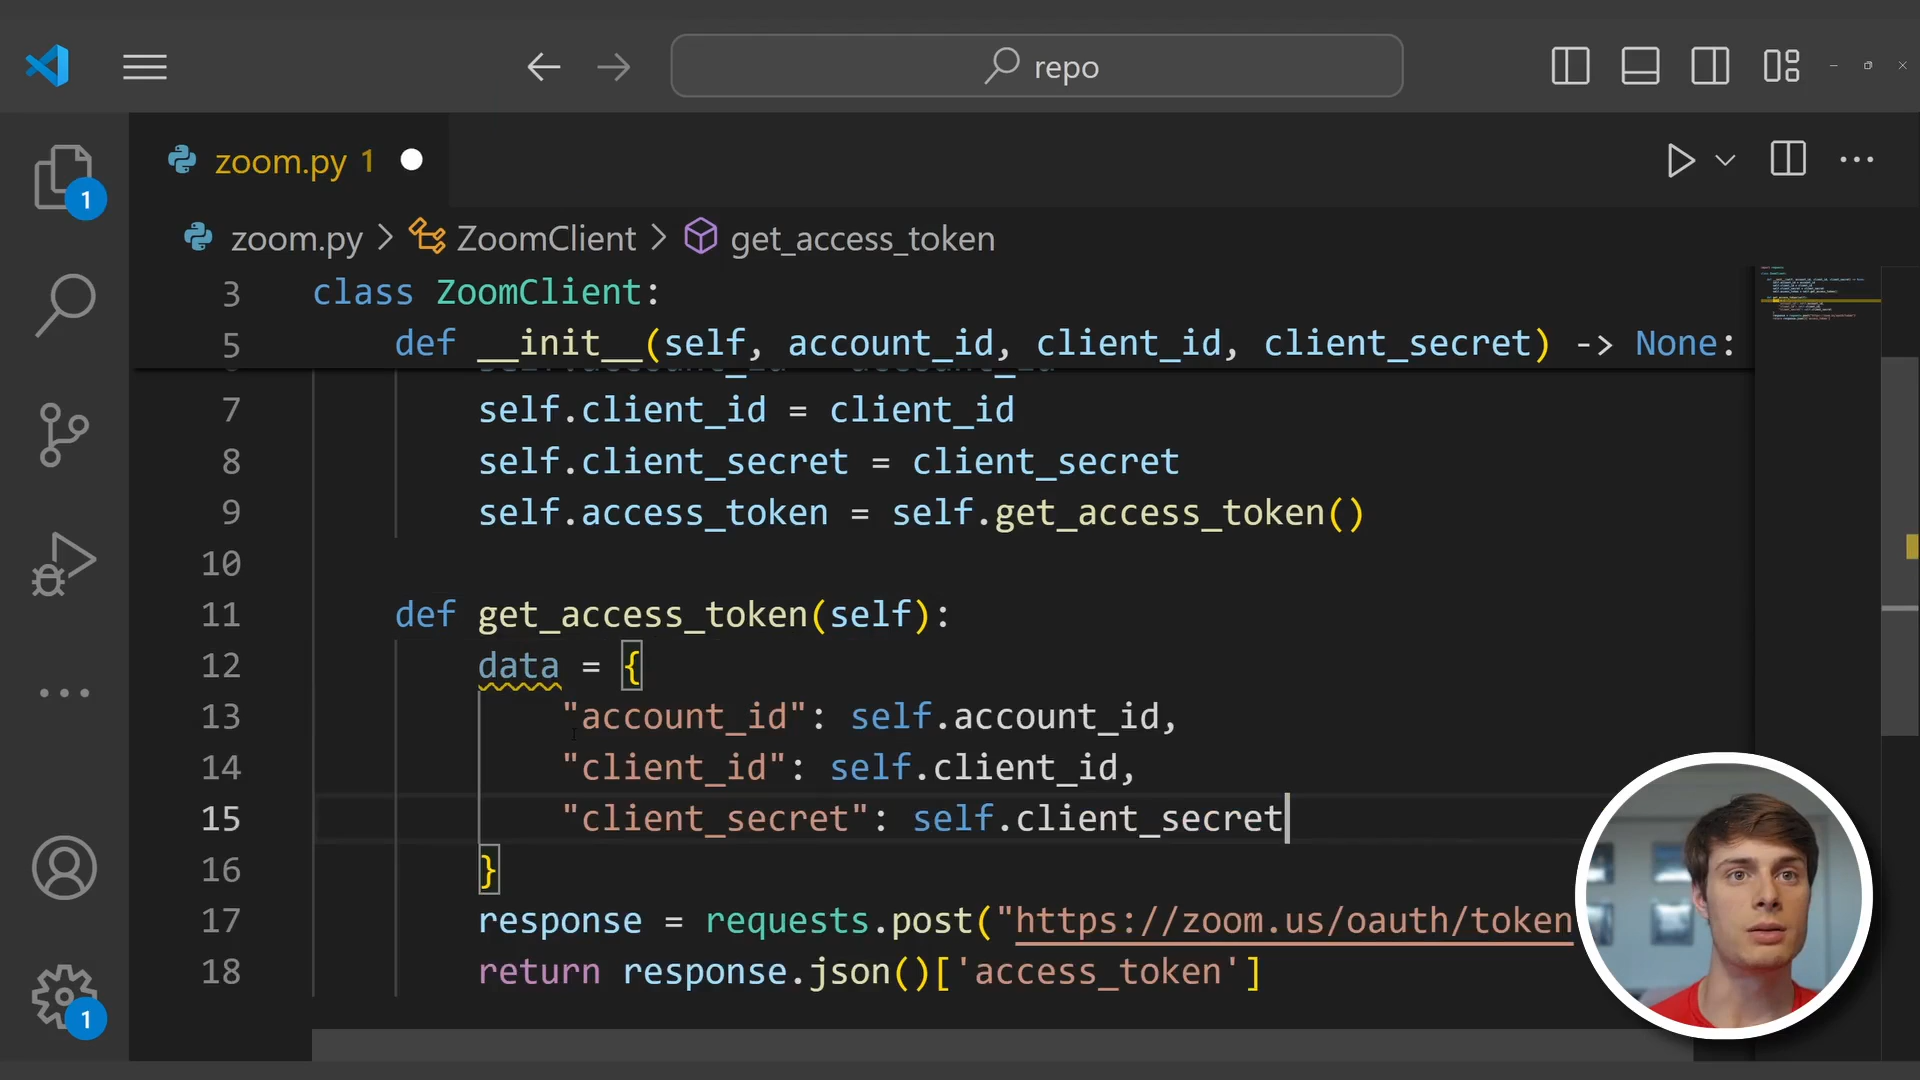 repo
zoom.py 1
zoom.py > ZoomClient > get_access_token
3 class ZoomClient:
5 def __init__(self, account_id, client_id, client_secret) -> None:
7 self.client_id = client_id
8 self.client_secret = client_secret
9 self.access_token = self.get_access_token()
10
11 def get_access_token(self):
12 data = {
13 "account_id": self.account_id,
14 "client_id": self.client_id,
15 "client_secret": self.client_secret
16 }
17 response = requests.post("https://zoom.us/oauth/token
18 return response.json()['access_token']
1
1